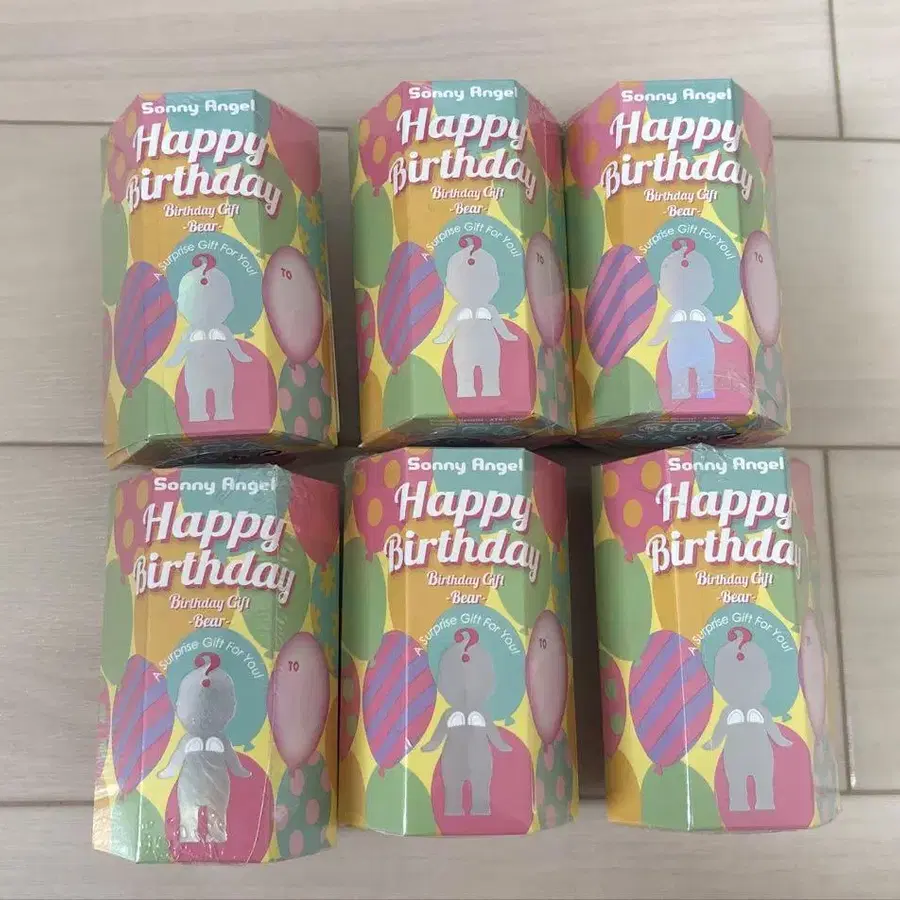 Sonny Angel
Happy
Birthday
Birthday Gift
-Bear-
A Surprise Gift For You!
?
TO
Sonny Angel
Happy
Birthday
Birthday Gift
-Bear-
A Surprise Gift For You!
?
TO
Sonny Angel
Happy
Birthday
Birthday Gift
-Bear-
A Surprise Gift For You!
?
TO
Sonny Angel
Happy
Birthday
Birthday Gift
-Bear-
A Surprise Gift For You!
?
TO
Sonny Angel
Happy
Birthday
Birthday Gift
-Bear-
A Surprise Gift For You!
?
TO
Sonny Angel
Happy
Birthday
Birthday Gift
-Bear-
A Surprise Gift For You!
?